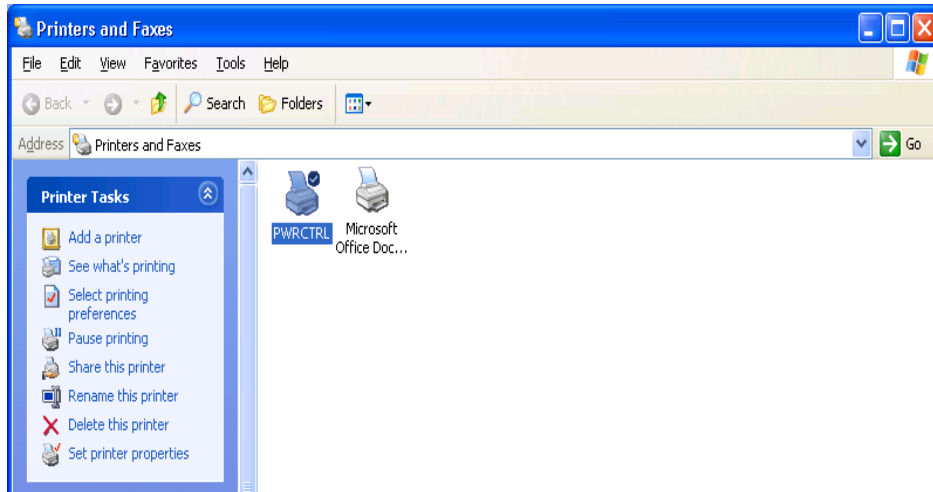 Printers and Faxes
File Edit View Favorites Tools Help
Back Search Folders
Address Printers and Faxes Go
Printer Tasks
Add a printer
See what's printing
Select printing
preferences
Pause printing
Share this printer
Rename this printer
Delete this printer
Set printer properties
PWRCTRL
Microsoft
Office Doc...